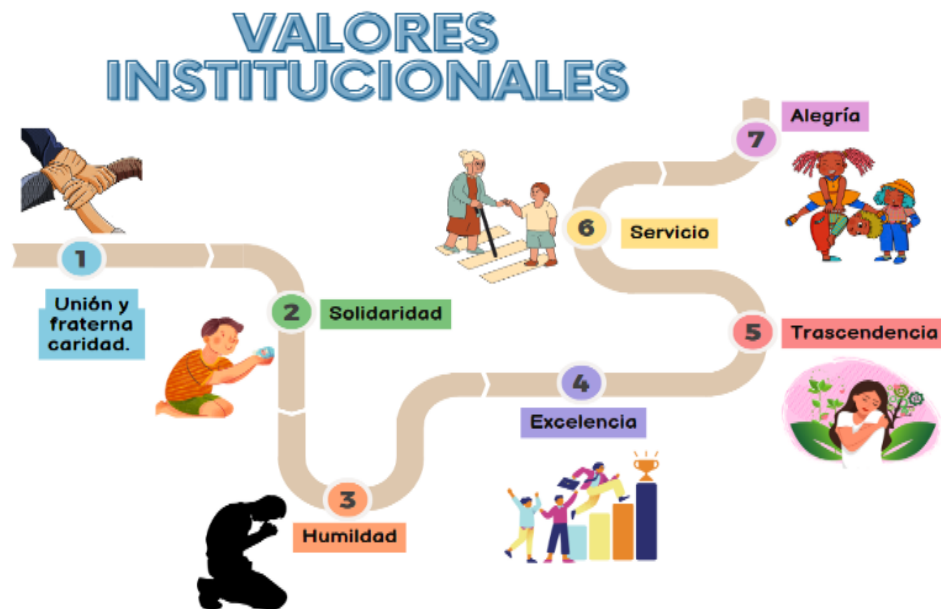 VALORES
INSTITUCIONALES
1
Unión y
fraterna
caridad.
2
Solidaridad
3
Humildad
4
Excelencia
5
Trascendencia
6
Servicio
7
Alegría